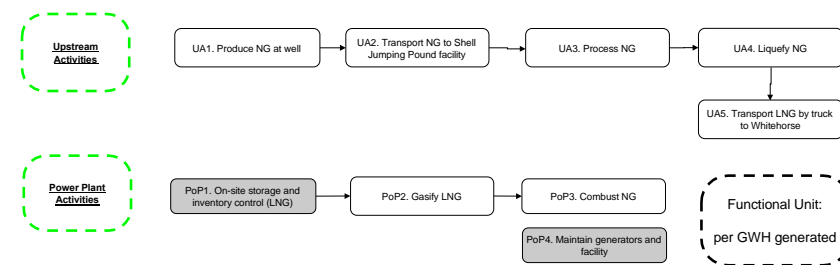 Upstream
Activities
UA1. Produce NG at well
UA2. Transport NG to Shell
Jumping Pound facility
UA3. Process NG
UA4. Liquefy NG
UA5. Transport LNG by truck
to Whitehorse
Power Plant
Activities
PoP1. On-site storage and
inventory control (LNG)
PoP2. Gasify LNG
PoP3. Combust NG
PoP4. Maintain generators and
facility
Functional Unit:
per GWH generated